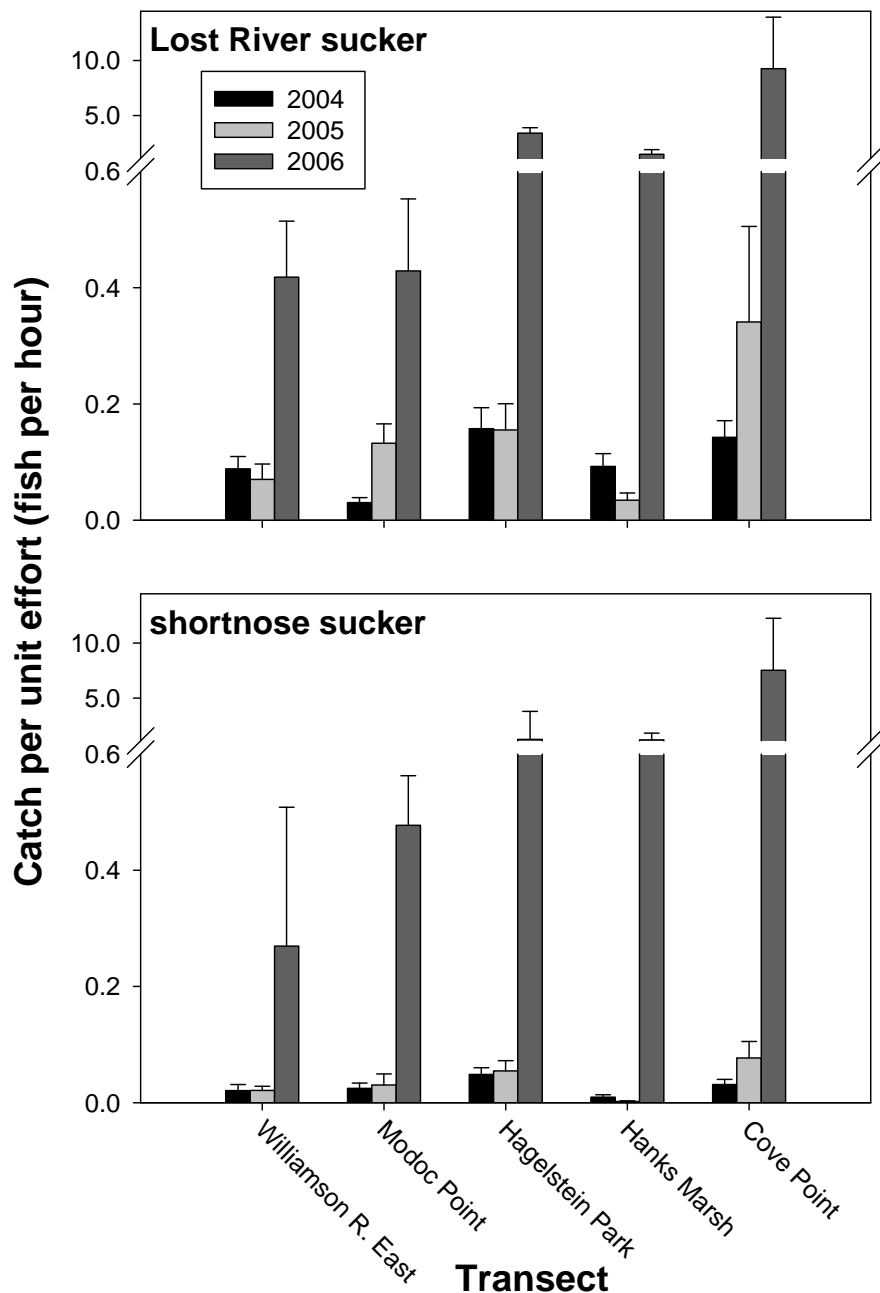 Lost River sucker
2004
2005
2006
10.0
5.0
0.6
0.4
0.2
0.0
Catch per unit effort (fish per hour)
shortnose sucker
10.0
5.0
0.6
0.4
0.2
0.0
Williamson R. East
Modoc Point
Hagelstein Park
Hanks Marsh
Cove Point
Transect